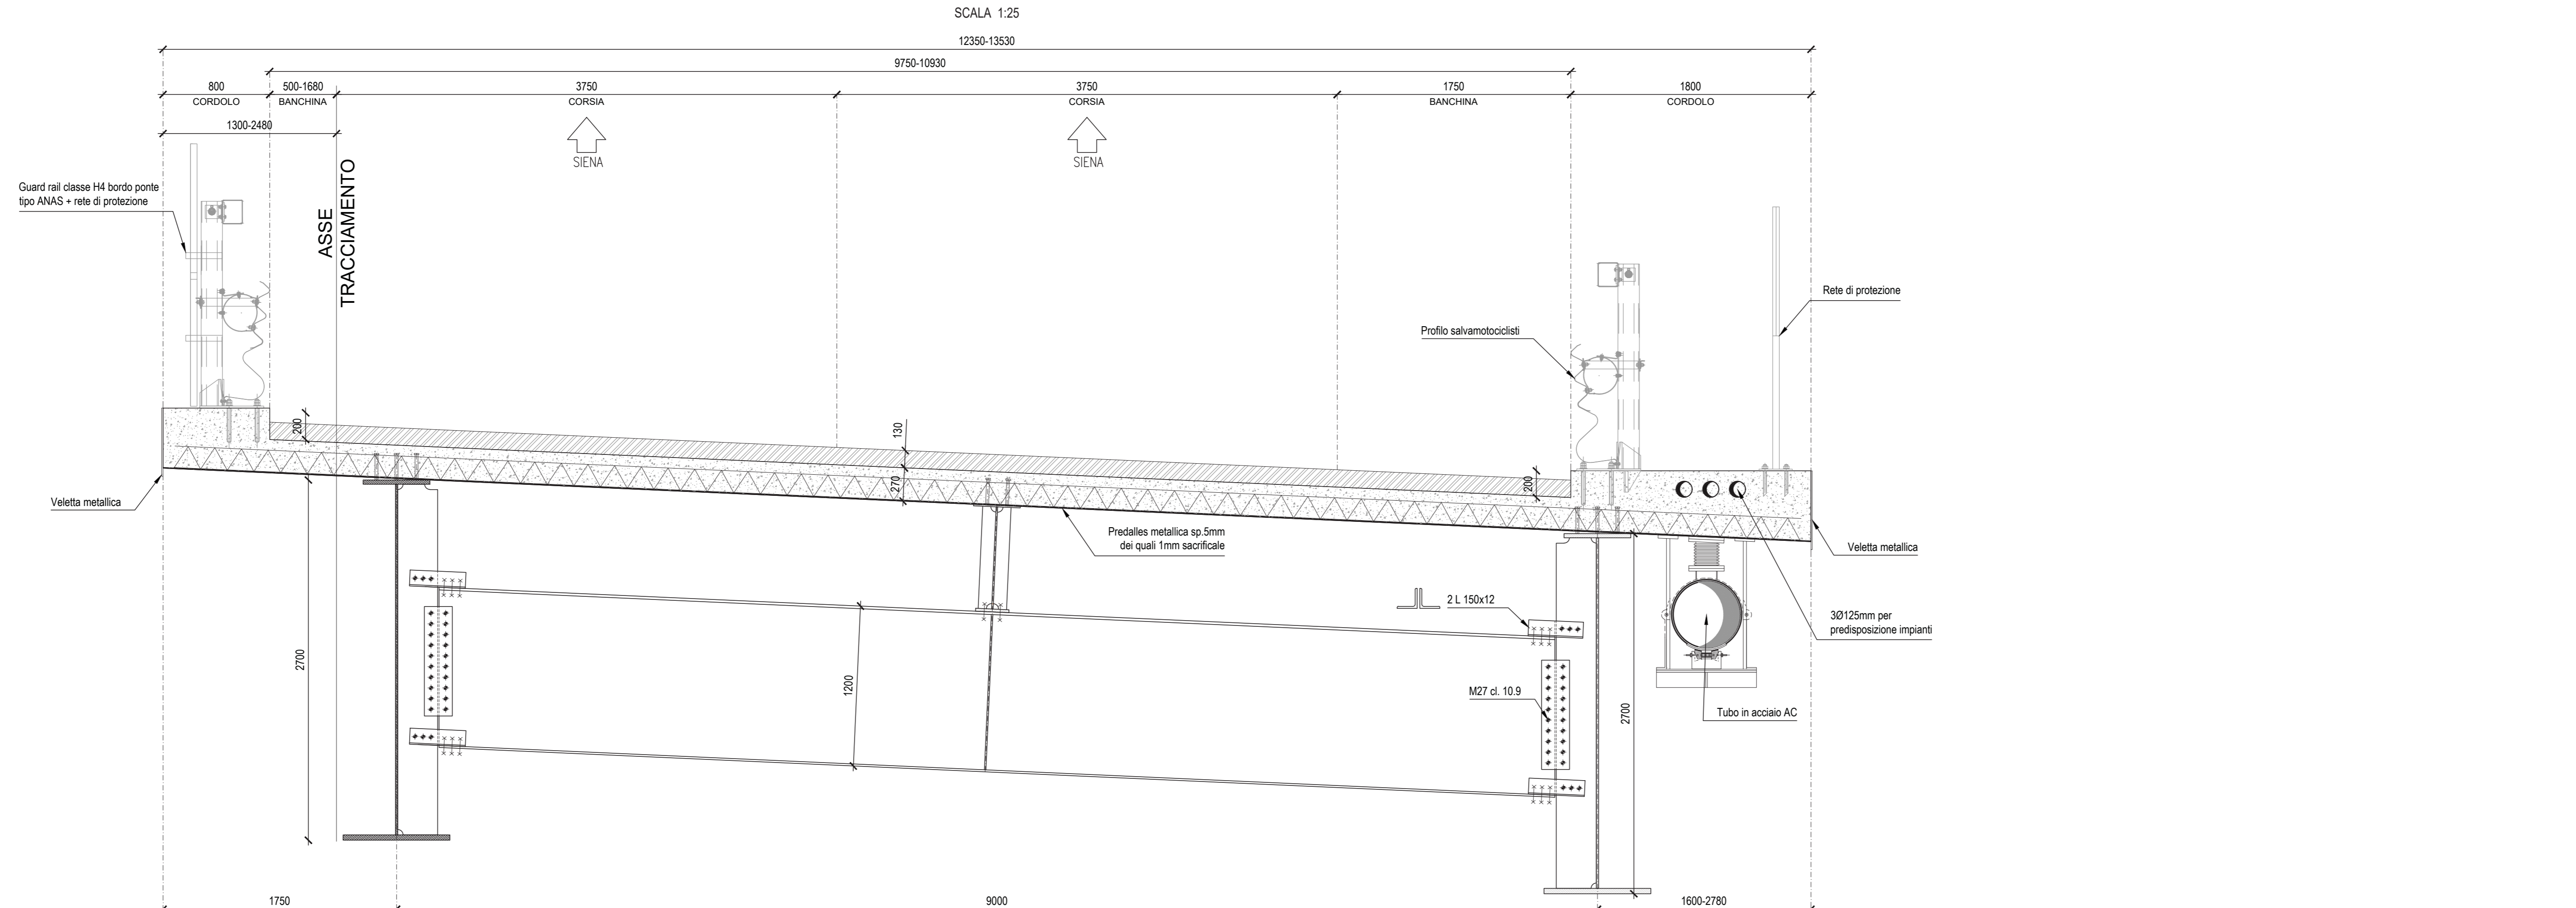 SCALA 1:25
12350-13530
9750-10930
800
500-1680
3750
3750
1750
1800
CORDOLO
BANCHINA
CORSIA
CORSIA
BANCHINA
CORDOLO
1300-2480
SIENA
SIENA
ASSE
TRACCIAMENTO
Guard rail classe H4 bordo ponte
tipo ANAS + rete di protezione
Rete di protezione
Profilo salvamotociclisti
200
130
270
200
Veletta metallica
Predalles metallica sp.5mm
dei quali 1mm sacrificale
Veletta metallica
2 L 150x12
3Ø125mm per
predisposizione impianti
2700
1200
M27 cl. 10.9
2700
Tubo in acciaio AC
1750
9000
1600-2780